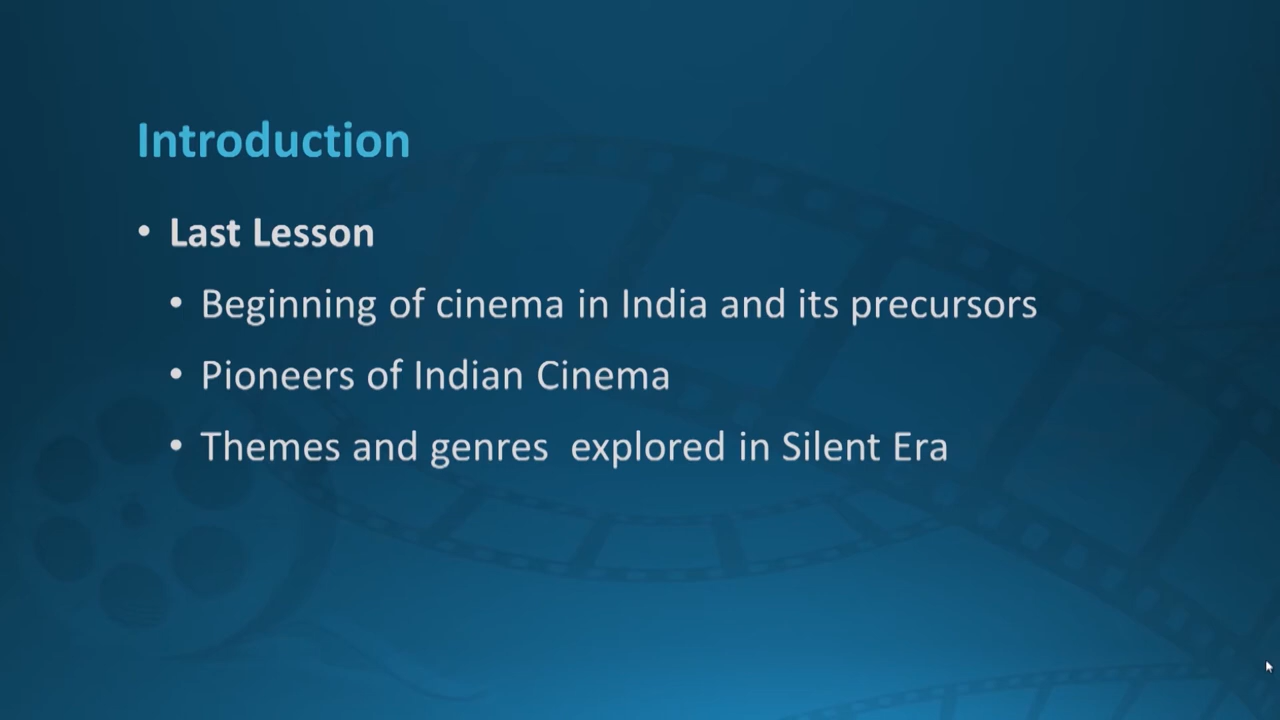 Introduction
• Last Lesson
• Beginning of cinema in India and its precursors
• Pioneers of Indian Cinema
• Themes and genres  explored in Silent Era